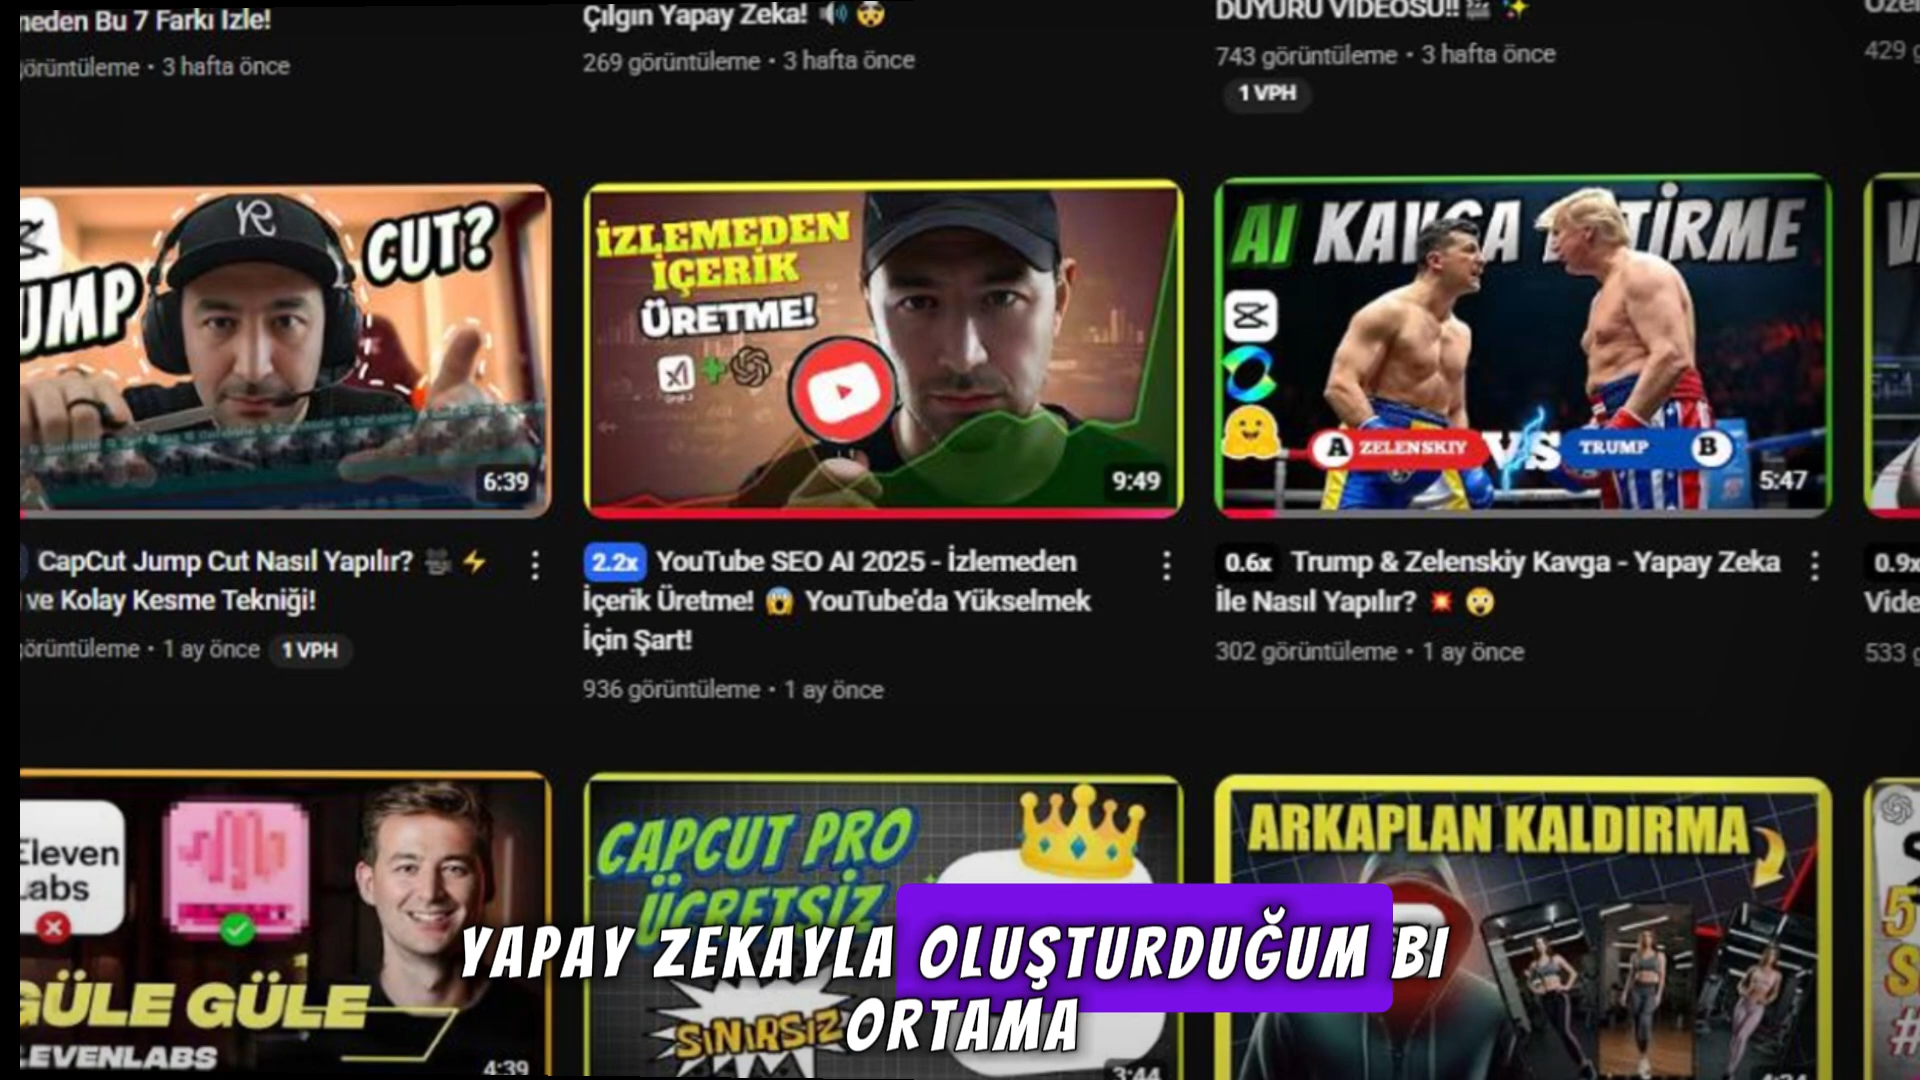 neden Bu 7 Farkı İzle!
görüntüleme • 3 hafta önce
Çılgın Yapay Zeka!
269 görüntüleme • 3 hafta önce
DUYURU VİDEOSU!!
743 görüntüleme • 3 hafta önce
1 VPH
429
UMP
CUT?
6:39
CapCut Jump Cut Nasıl Yapılır?
ve Kolay Kesme Tekniği!
görüntüleme • 1 ay önce
1 VPH
İZLEMEDEN
İÇERİK
ÜRETME!
9:49
2.2x YouTube SEO AI 2025 - İzlemeden
İçerik Üretme! YouTube'da Yükselmek
İçin Şart!
936 görüntüleme • 1 ay önce
AI
A ZELENSKIY
VS
TRUMP B
5:47
0.6x Trump & Zelenskiy Kavga - Yapay Zeka
İle Nasıl Yapılır?
302 görüntüleme • 1 ay önce
0.9x
Vide
533
Eleven
Labs
GÜLE GÜLE
LEVENLABS
4:39
CAPCUT PRO
ÜCRETSİZ
SINIRSIZ
3:44
ARKAPLAN KALDIRMA
YAPAY ZEKAYLA OLUŞTURDUĞUM BI
ORTAMA